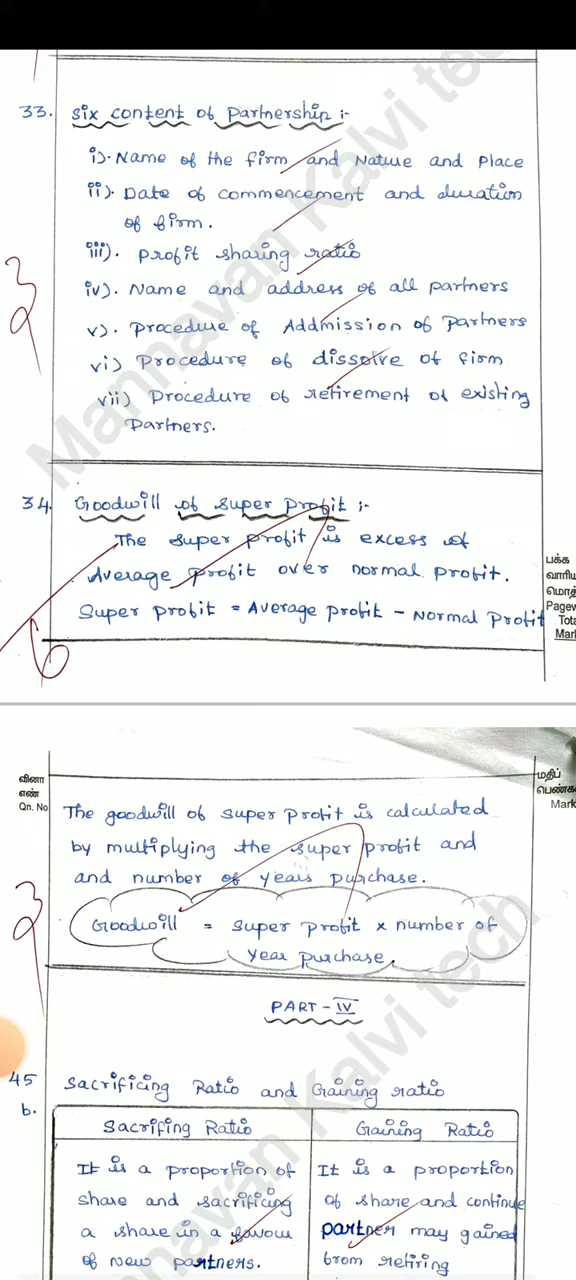 33. Six content of Partnership :-
i). Name of the firm and Nature and Place
ii). Date of commencement and duration
of firm.
iii). Profit sharing ratio
iv). Name and address of all partners
v). Procedure of Addmission of Partners
vi) Procedure of dissolve of firm
vii) Procedure of retirement of existing
Partners.
3
34. Goodwill of Super Profit :-
The Super profit is excess of
Average profit over normal profit.
Super profit = Average profit - Normal Profit
பக்க
வாரிய
மொத்
Pagew
Tota
Mark
வினா
எண்
Qn. No
மதிப்
பெண்க
Mark
The goodwill of super profit is calculated
by multiplying the super profit and
and number of years purchase.
3
Goodwill = Super profit x number of
Year purchase.
PART - IV
45 Sacrificing Ratio and Gaining ratio
b.
Sacrifing Ratio
Gaining Ratio
It is a proportion of
share and sacrificing
a share in a favour
of new partners.
It is a proportion
of share and continue
partner may gained
from retiring
Mannavan Kalvi tech
Mannavan Kalvi tech